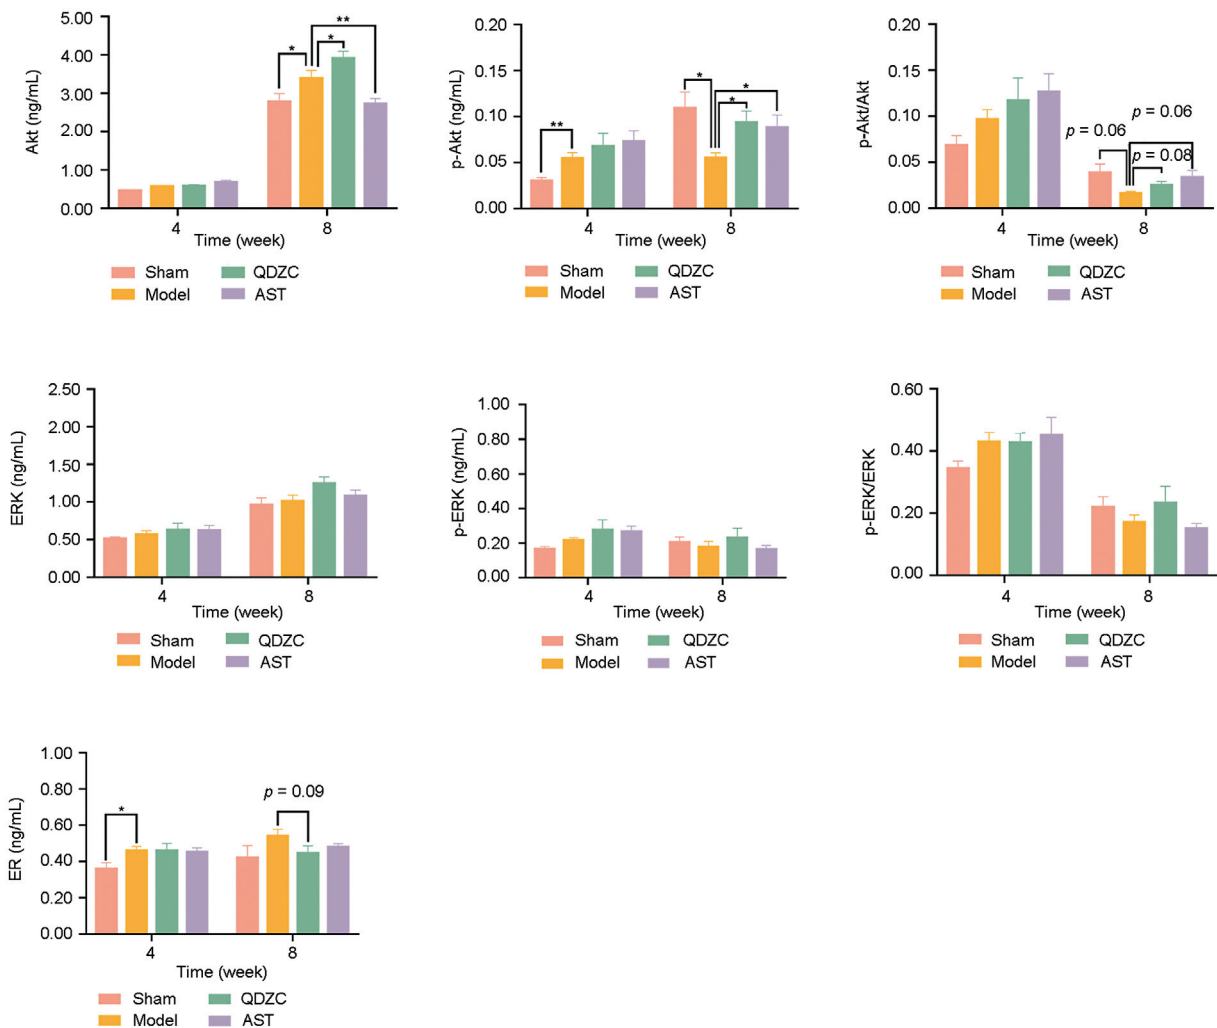 Akt (ng/mL)
5.00
4.00
3.00
2.00
1.00
0.00
*
*
**
4
8
Time (week)
Sham
QDZC
Model
AST
p-Akt (ng/mL)
0.20
0.15
0.10
0.05
0.00
**
*
*
*
4
8
Time (week)
Sham
QDZC
Model
AST
p-Akt/Akt
0.20
0.15
0.10
0.05
0.00
p = 0.06
p = 0.06
p = 0.08
4
8
Time (week)
Sham
QDZC
Model
AST
ERK (ng/mL)
2.50
2.00
1.50
1.00
0.50
0.00
4
8
Time (week)
Sham
QDZC
Model
AST
p-ERK (ng/mL)
1.00
0.80
0.60
0.40
0.20
0.00
4
8
Time (week)
Sham
QDZC
Model
AST
p-ERK/ERK
0.60
0.40
0.20
0.00
4
8
Time (week)
Sham
QDZC
Model
AST
ER (ng/mL)
1.00
0.80
0.60
0.40
0.20
0.00
*
p = 0.09
4
8
Time (week)
Sham
QDZC
Model
AST